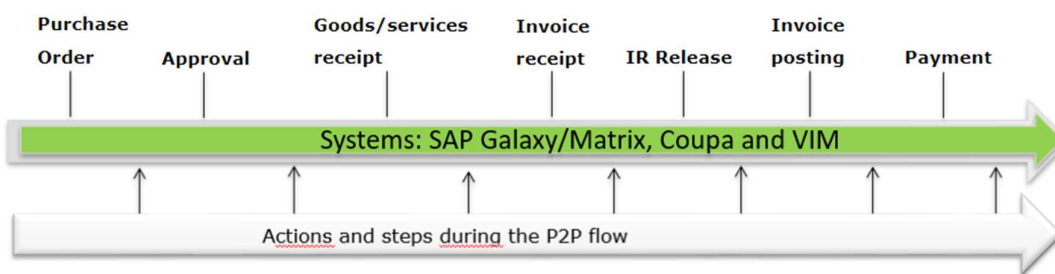 Purchase
Order
Approval
Goods/services
receipt
Invoice
receipt
IR Release
Invoice
posting
Payment
Systems: SAP Galaxy/Matrix, Coupa and VIM
Actions and steps during the P2P flow